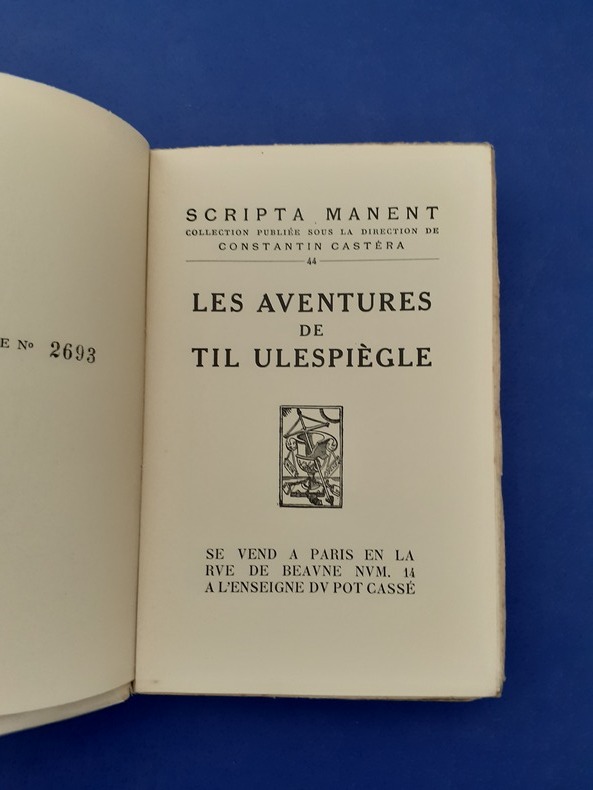 E Nº 2693
SCRIPTA MANENT
COLLECTION PUBLIÉE SOUS LA DIRECTION DE
CONSTANTIN CASTÉRA
44
LES AVENTURES
DE
TIL ULESPIÈGLE
SE VEND A PARIS EN LA
RVE DE BEAVNE NVM. 14
A L'ENSEIGNE DV POT CASSÉ